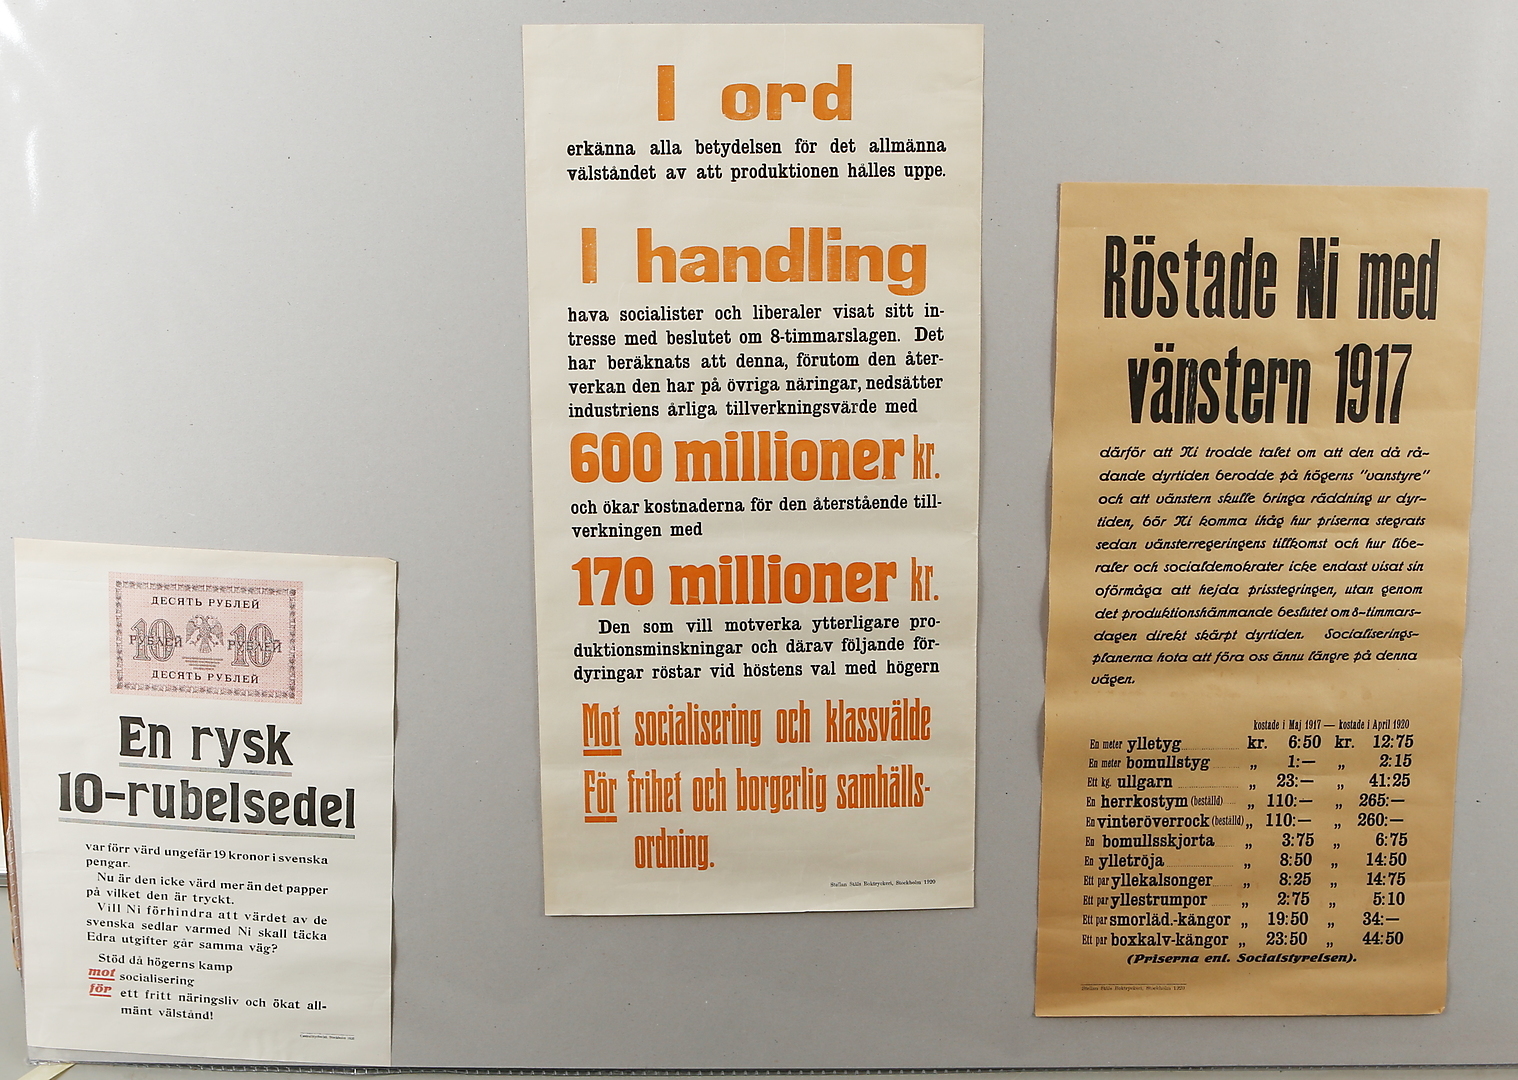 ДЕСЯТЬ РУБЛЕЙ
10 10
РУБЛЕЙ РУБЛЕЙ
ДЕСЯТЬ РУБЛЕЙ
En rysk
10-rubelsedel
var förr värd ungefär 19 kronor i svenska
pengar.
Nu är den icke värd mer än det papper
på vilket den är tryckt.
Vill Ni förhindra att värdet av de
svenska sedlar varmed Ni skall täcka
Edra utgifter går samma väg?
Stöd då högerns kamp
mot socialisering
för ett fritt näringsliv och ökat all-
mänt välstånd!
I ord
erkänna alla betydelsen för det allmänna
välståndet av att produktionen hålles uppe.
I handling
hava socialister och liberaler visat sitt in-
tresse med beslutet om 8-timmarslagen. Det
har beräknats att denna, förutom den åter-
verkan den har på övriga näringar, nedsätter
industriens årliga tillverkningsvärde med
600 millioner kr.
och ökar kostnaderna för den återstående till-
verkningen med
170 millioner kr.
Den som vill motverka ytterligare pro-
duktionsminskningar och därav följande för-
dyringar röstar vid höstens val med högern
Mot socialisering och klassvälde
För frihet och borgerlig samhälls-
ordning.
Stellan Ståls Boktryckeri, Stockholm 1920
Röstade Ni med
vänstern 1917
därför att Ni trodde talet om att den då rå-
dande dyrtiden berodde på högerns "vanstyre"
och att vänstern skulle bringa räddning ur dyr-
tiden, bör Ni komma ihåg hur priserna stegrats
sedan vänsterregeringens tillkomst och hur libe-
raler och socialdemokrater icke endast visat sin
oförmåga att hejda prisstegringen, utan genom
det produktionshämmande beslutet om 8-timmars-
dagen direkt skärpt dyrtiden. Socialiserings-
planerna hota att föra oss ännu längre på denna
vägen.
kostade i Maj 1917 — kostade i April 1920
En meter ylletyg kr. 6:50 kr. 12:75
En meter bomullstyg „ 1:— „ 2:15
Ett kg. ullgarn „ 23:— „ 41:25
En herrkostym (beställd) „ 110:— „ 265:—
En vinteröverrock (beställd) „ 110:— „ 260:—
En bomullsskjorta „ 3:75 „ 6:75
En ylletröja „ 8:50 „ 14:50
Ett par yllekalsonger „ 8:25 „ 14:75
Ett par yllestrumpor „ 2:75 „ 5:10
Ett par smorläd.-kängor „ 19:50 „ 34:—
Ett par boxkalv-kängor „ 23:50 „ 44:50
(Priserna enl. Socialstyrelsen).
Stellan Ståls Boktryckeri, Stockholm 1920